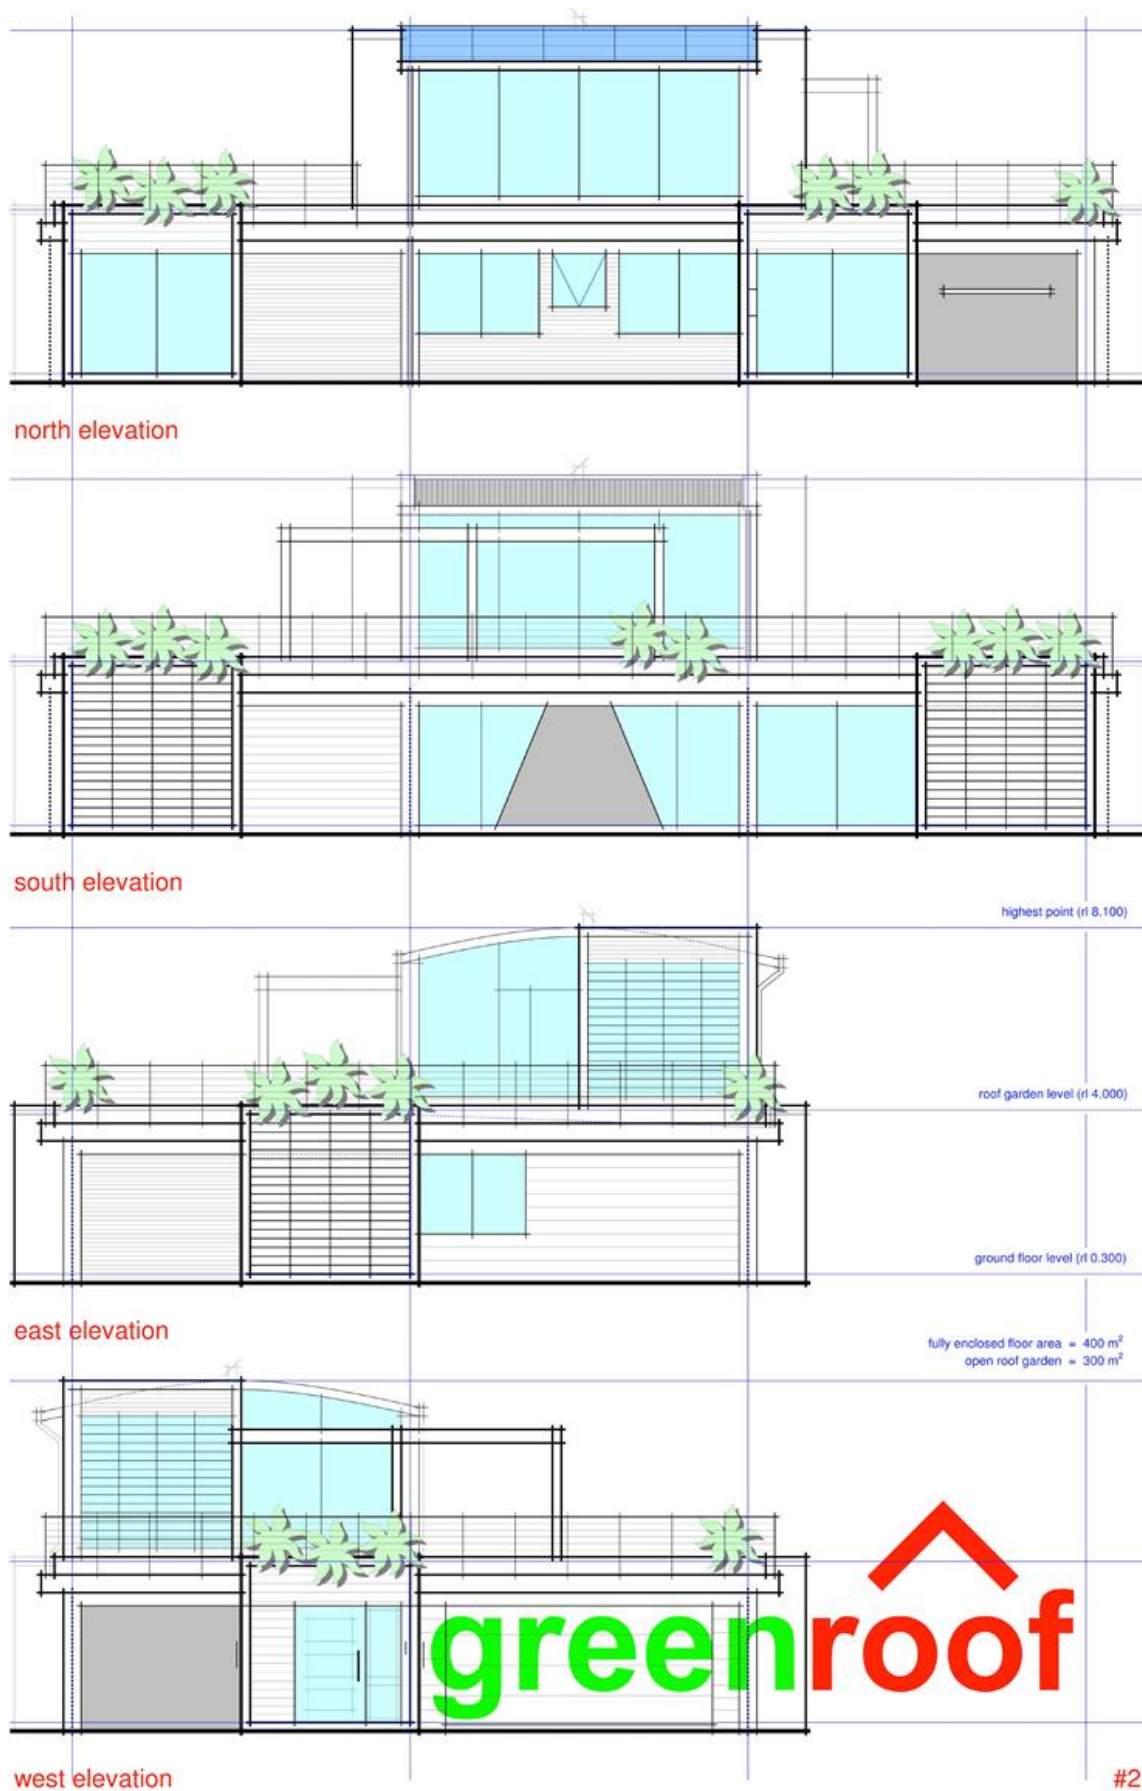 north elevation
south elevation
highest point (rl 8.100)
roof garden level (rl 4.000)
ground floor level (rl 0.300)
east elevation
fully enclosed floor area = 400 m²
open roof garden = 300 m²
greenroof
west elevation
#2